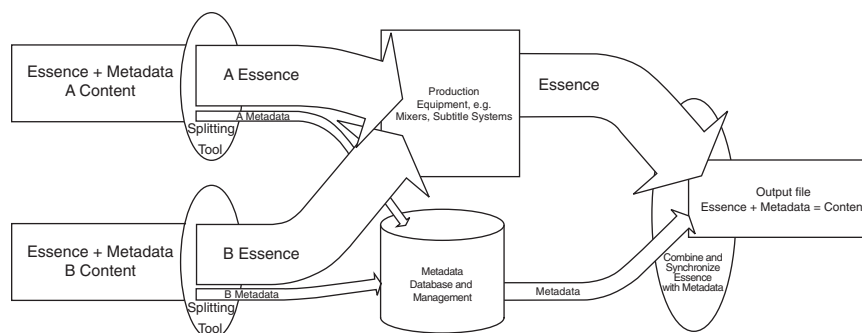 Essence + Metadata
A Content
A Essence
A Metadata
Splitting
Tool
Production
Equipment, e.g.
Mixers, Subtitle Systems
Essence
Output file
Essence + Metadata = Content
Essence + Metadata
B Content
B Essence
B Metadata
Splitting
Tool
Metadata
Database and
Management
Metadata
Combine and
Synchronize
Essence
with Metadata